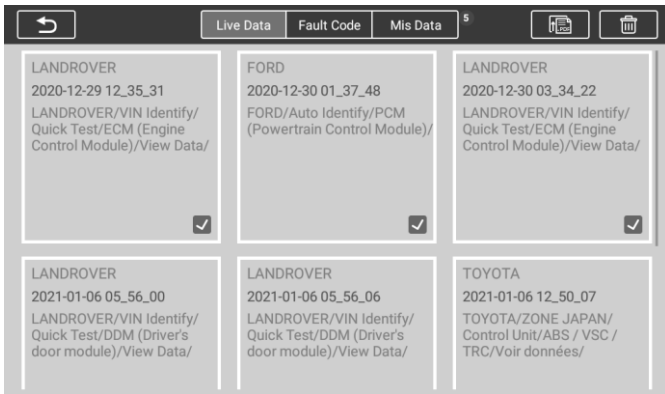 Live Data Fault Code Mis Data 5 PDF
LANDROVER
2020-12-29 12_35_31
LANDROVER/VIN Identify/
Quick Test/ECM (Engine
Control Module)/View Data/
FORD
2020-12-30 01_37_48
FORD/Auto Identify/PCM
(Powertrain Control Module)/
LANDROVER
2020-12-30 03_34_22
LANDROVER/VIN Identify/
Quick Test/ECM (Engine
Control Module)/View Data/
LANDROVER
2021-01-06 05_56_00
LANDROVER/VIN Identify/
Quick Test/DDM (Driver's
door module)/View Data/
LANDROVER
2021-01-06 05_56_06
LANDROVER/VIN Identify/
Quick Test/DDM (Driver's
door module)/View Data/
TOYOTA
2021-01-06 12_50_07
TOYOTA/ZONE JAPAN/
Control Unit/ABS / VSC /
TRC/Voir données/